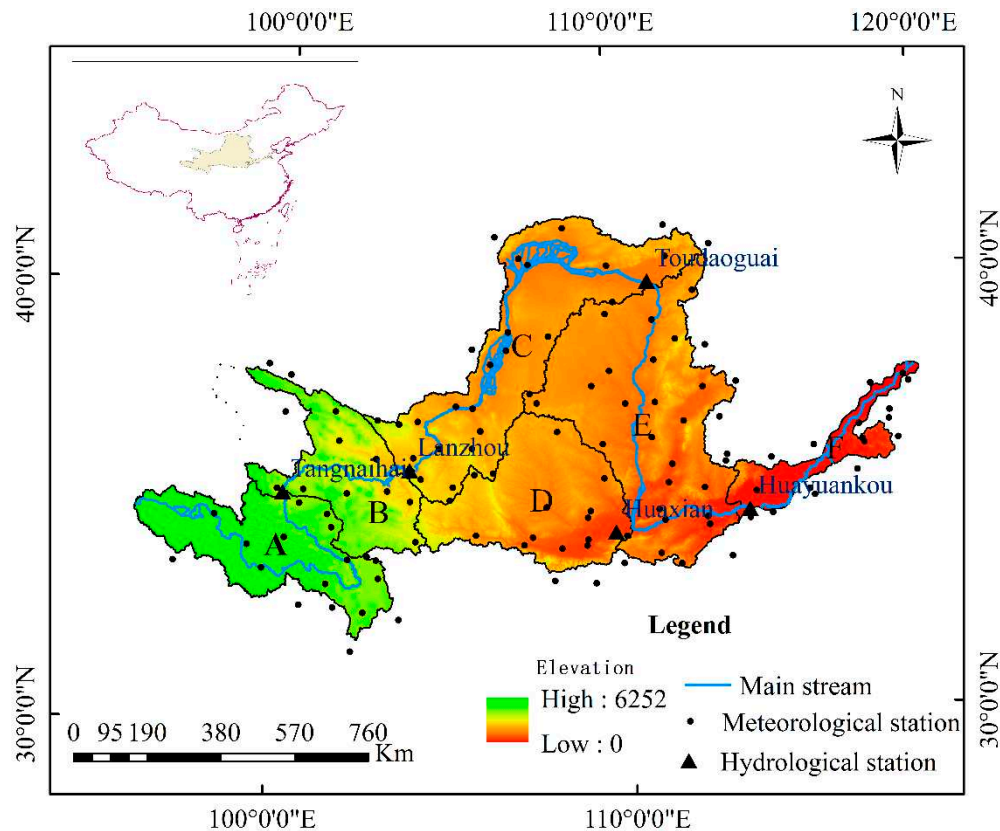 100°0'0"E 110°0'0"E 120°0'0"E
N
40°0'0"N
40°0'0"N
Toudaoguai
C
Lanzhou
E
F
Tangnaihai
Huayuankou
B
D
Huaxian
A
Legend
Elevation
High : 6252
Low : 0
Main stream
Meteorological station
Hydrological station
0 95 190 380 570 760
Km
30°0'0"N
30°0'0"N
100°0'0"E 110°0'0"E